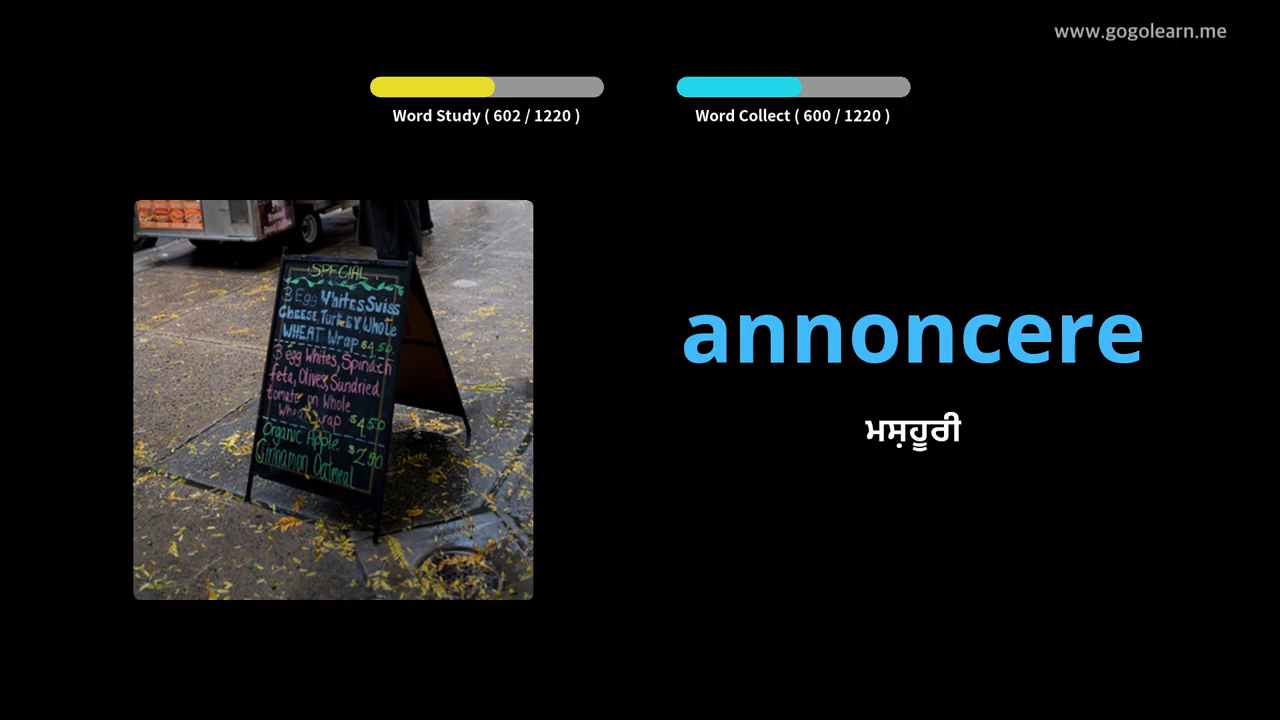 www.gogolearn.me
Word Study ( 602 / 1220 )
Word Collect ( 600 / 1220 )
SPECIAL
3 Egg Whites, Swiss
Cheese, Turkey Whole
WHEAT Wrap $4.50
3 egg Whites, Spinach
feta, Olives, Sundried
tomato on Whole
Wheat Wrap $4.50
Organic Apple
Cinnamon Oatmeal $2.50
annoncere
ਮਸ਼ਹੂਰੀ